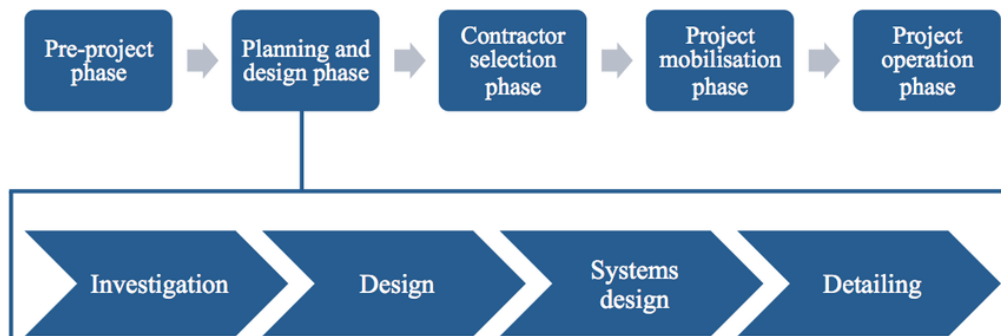 Pre-project
phase
Planning and
design phase
Contractor
selection
phase
Project
mobilisation
phase
Project
operation
phase
Investigation
Design
Systems
design
Detailing